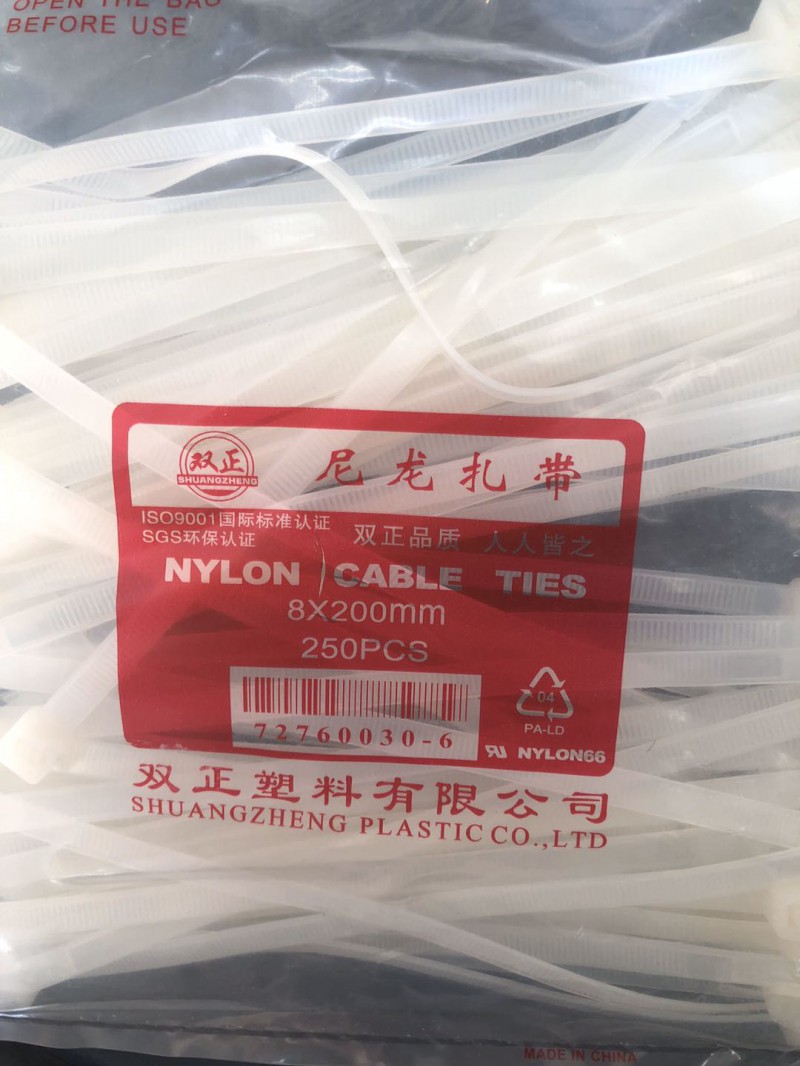 OPEN THE BAG
BEFORE USE
双正
SHUANGZHENG
尼龙扎带
ISO9001国际标准认证
SGS环保认证
双正品质 人人皆之
NYLON CABLE TIES
8X200mm
250PCS
72760030-6
04
PA-LD
NYLON66
双正塑料有限公司
SHUANGZHENG PLASTIC CO.,LTD
MADE IN CHINA